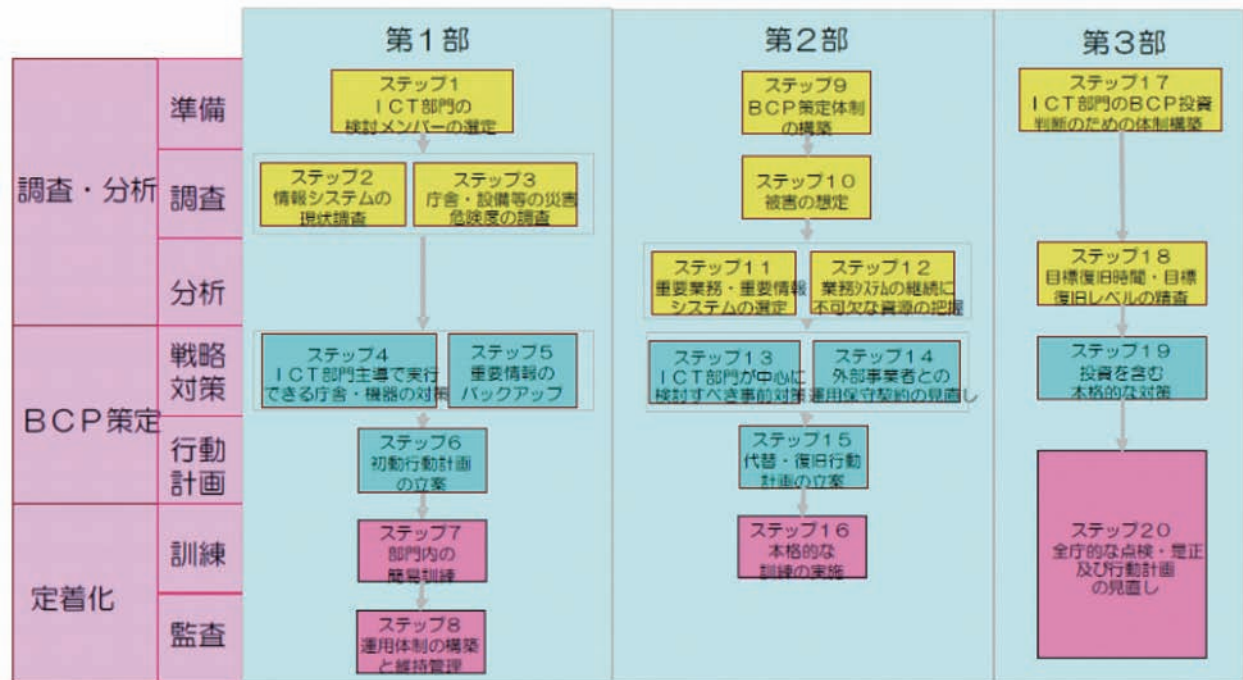 第1部
第2部
第3部
調査・分析
準備
調査
分析
BCP策定
戦略
対策
行動
計画
定着化
訓練
監査
ステップ1
ICT部門の
検討メンバーの選定
ステップ2
情報システムの
現状調査
ステップ3
庁舎・設備等の災害
危険度の調査
ステップ4
ICT部門主導で実行
できる庁舎・機器の対策
ステップ5
重要情報の
バックアップ
ステップ6
初動行動計画
の立案
ステップ7
部門内の
簡易訓練
ステップ8
運用体制の構築
と維持管理
ステップ9
BCP策定体制
の構築
ステップ10
被害の想定
ステップ11
重要業務・重要情報
システムの選定
ステップ12
業務システムの継続に
不可欠な資源の把握
ステップ13
ICT部門が中心に
検討すべき事前対策
ステップ14
外部事業者との
運用保守契約の見直し
ステップ15
代替・復旧行動
計画の立案
ステップ16
本格的な
訓練の実施
ステップ17
ICT部門のBCP投資
判断のための体制構築
ステップ18
目標復旧時間・目標
復旧レベルの精査
ステップ19
投資を含む
本格的な対策
ステップ20
全庁的な点検・是正
及び行動計画
の見直し